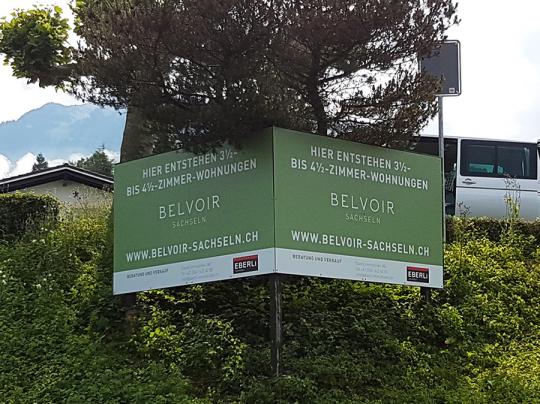 HIER ENTSTEHEN 3½-
BIS 4½-ZIMMER-WOHNUNGEN
BELVOIR
SACHSELN
WWW.BELVOIR-SACHSELN.CH
BERATUNG UND VERKAUF
EBERLI
HIER ENTSTEHEN 3½-
BIS 4½-ZIMMER-WOHNUNGEN
BELVOIR
SACHSELN
WWW.BELVOIR-SACHSELN.CH
BERATUNG UND VERKAUF
EBERLI